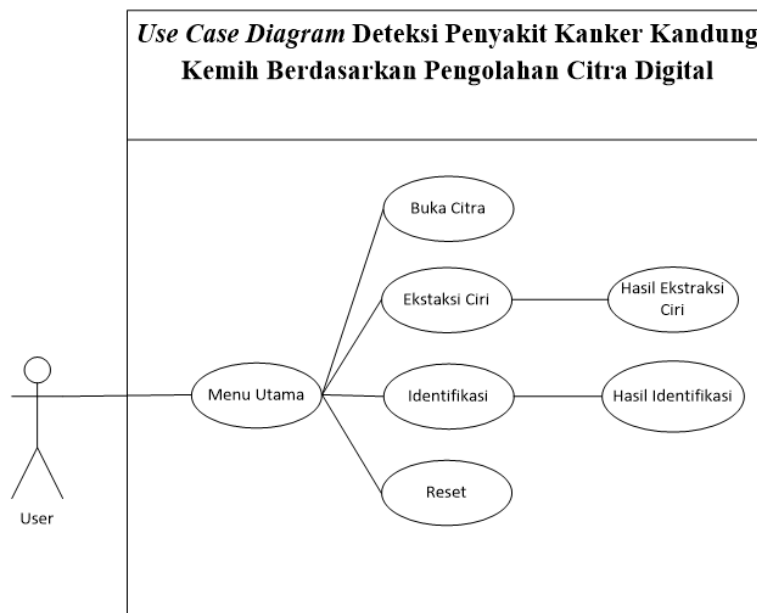 Use Case Diagram Deteksi Penyakit Kanker Kandung
Kemih Berdasarkan Pengolahan Citra Digital
Buka Citra
Ekstaksi Ciri
Hasil Ekstraksi
Ciri
Menu Utama
Identifikasi
Hasil Identifikasi
Reset
User